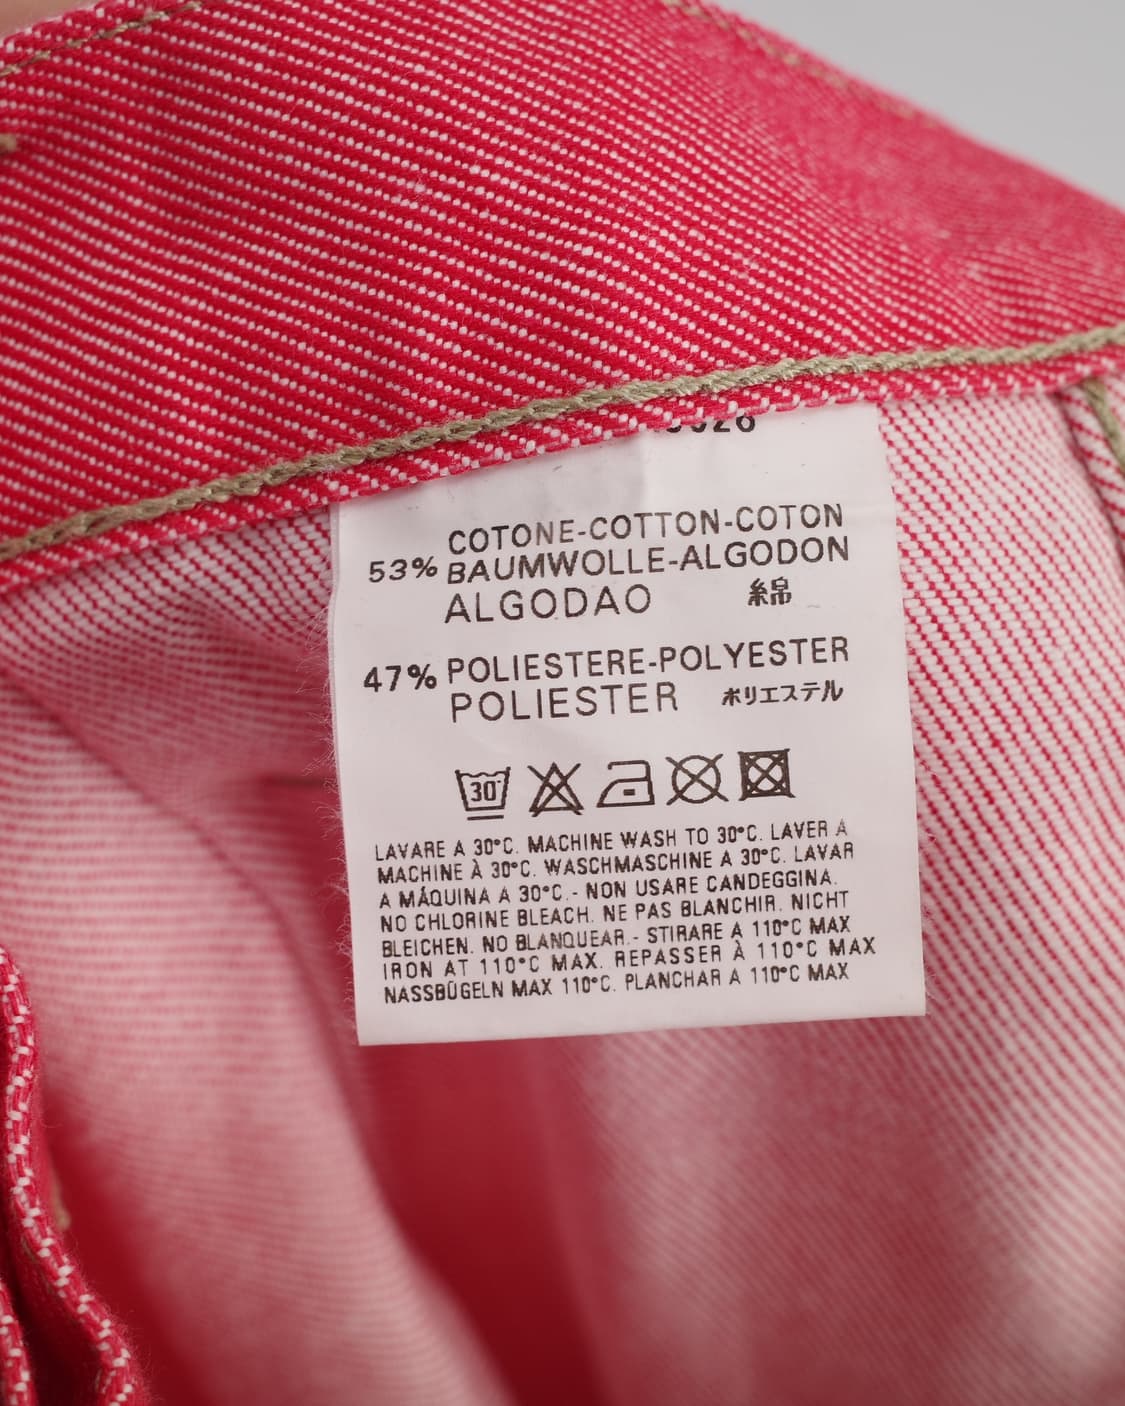 COTONE-COTTON-COTON
53% BAUMWOLLE-ALGODON
ALGODAO 綿
47% POLIESTERE-POLYESTER
POLIESTER ポリエステル
30°
LAVARE A 30°C. MACHINE WASH TO 30°C. LAVER A
MACHINE À 30°C. WASCHMASCHINE A 30°C. LAVAR
A MÁQUINA A 30°C.- NON USARE CANDEGGINA.
NO CHLORINE BLEACH. NE PAS BLANCHIR. NICHT
BLEICHEN. NO BLANQUEAR.- STIRARE A 110°C MAX
IRON AT 110°C MAX. REPASSER À 110°C MAX
NASSBÜGELN MAX 110°C. PLANCHAR A 110°C MAX